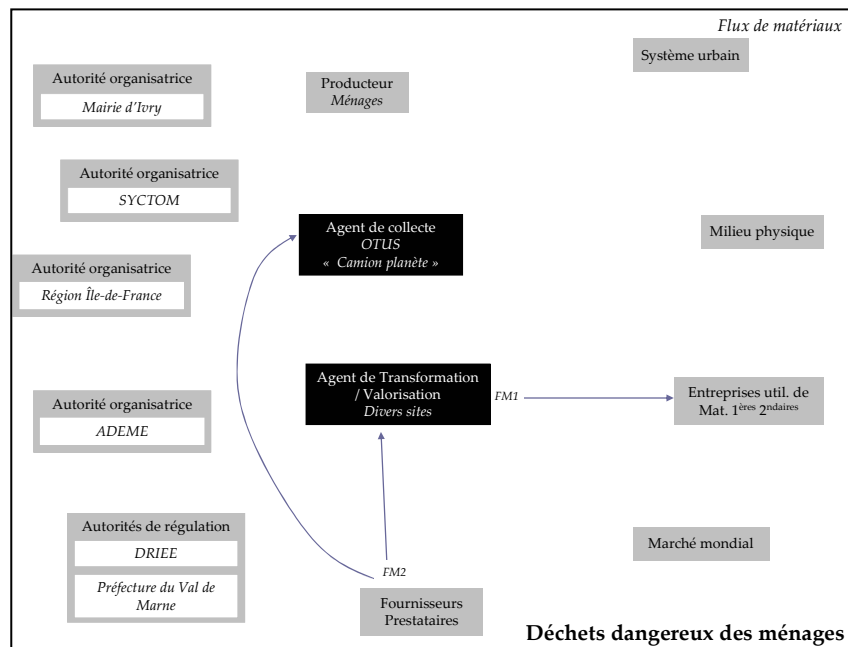 Flux de matériaux
Système urbain
Autorité organisatrice
Mairie d'Ivry
Producteur
Ménages
Autorité organisatrice
SYCTOM
Agent de collecte
OTUS
« Camion planète »
Milieu physique
Autorité organisatrice
Région Île-de-France
Agent de Transformation
/ Valorisation
Divers sites
FM1
Entreprises util. de
Mat. 1ères 2ndaires
Autorité organisatrice
ADEME
Autorités de régulation
DRIEE
Préfecture du Val de
Marne
Marché mondial
FM2
Fournisseurs
Prestataires
Déchets dangereux des ménages